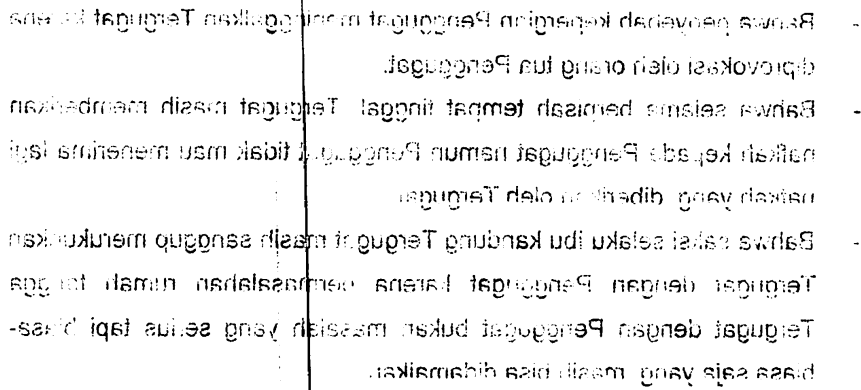 - Bahwa penyebab kepergian Penggugat meninggalkan Tergugat karena
diprovokasi oleh orang tua Penggugat.
- Bahwa selama berpisah tempat tinggal Tergugat masih memberikan
nafkah kepada Penggugat namun Penggugat tidak mau menerima lagi
nafkah yang diberikan oleh Tergugat.
- Bahwa saksi selaku ibu kandung Tergugat masih sanggup merukunkan
Tergugat dengan Penggugat karena permasalahan rumah tangga
Tergugat dengan Penggugat bukan masalah yang serius tapi biasa-
biasa saja yang masih bisa didamaikan.